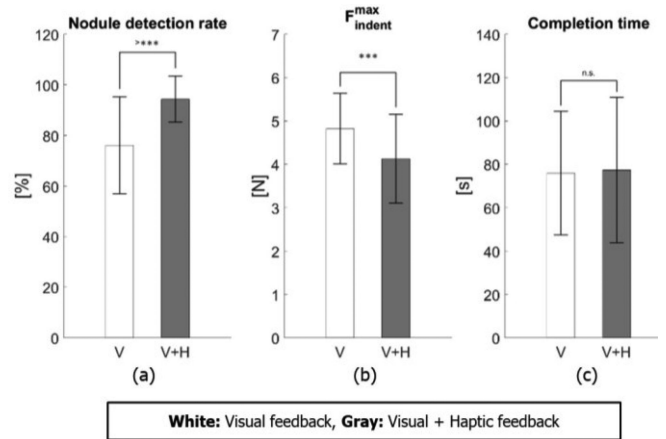 Nodule detection rate
120
100
80
60
40
20
0
[%]
>***
V
V+H
(a)
F^max_indent
7
6
5
4
3
2
1
0
[N]
***
V
V+H
(b)
Completion time
140
120
100
80
60
40
20
0
[s]
n.s.
V
V+H
(c)
White: Visual feedback, Gray: Visual + Haptic feedback